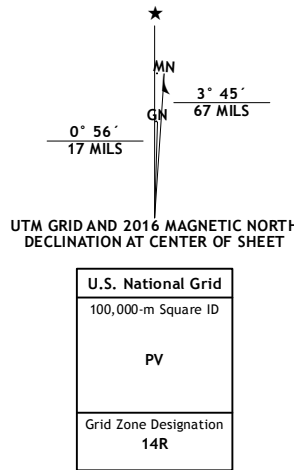 ★
MN
3° 45´
67 MILS
GN
0° 56´
17 MILS
UTM GRID AND 2016 MAGNETIC NORTH
DECLINATION AT CENTER OF SHEET
U.S. National Grid
100,000-m Square ID
PV
Grid Zone Designation
14R